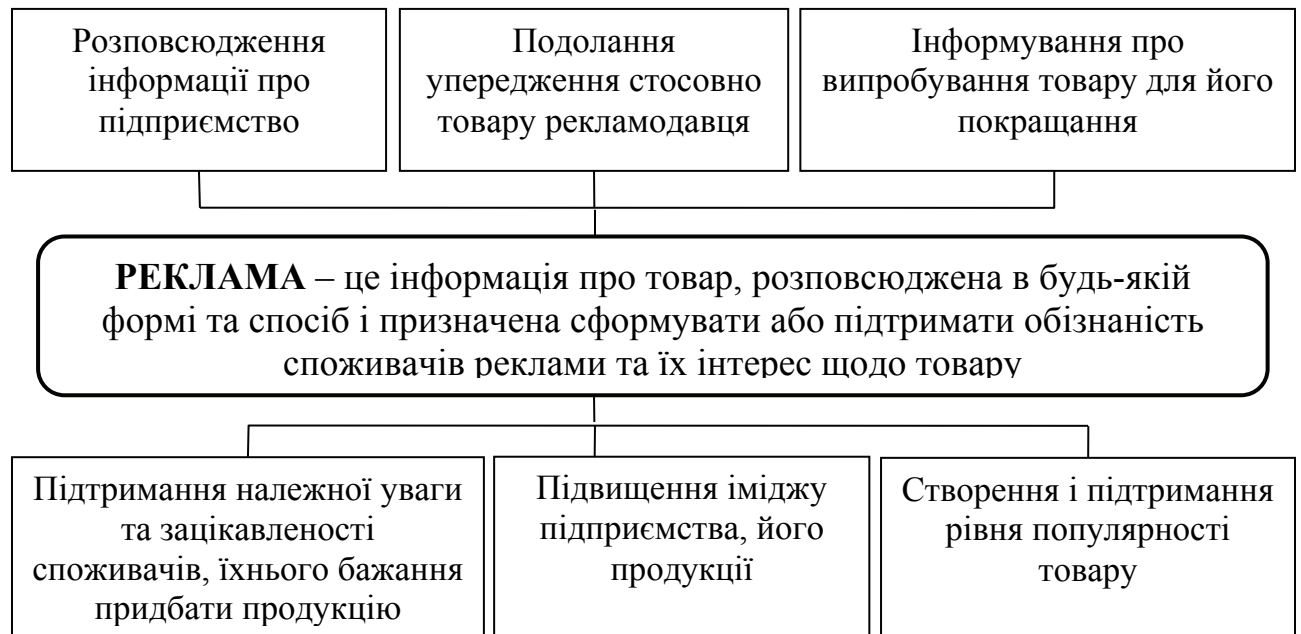 Розповсюдження
інформації про
підприємство
Подолання
упередження стосовно
товару рекламодавця
Інформування про
випробування товару для його
покращання
РЕКЛАМА – це інформація про товар, розповсюджена в будь-якій
формі та спосіб і призначена сформувати або підтримати обізнаність
споживачів реклами та їх інтерес щодо товару
Підтримання належної уваги
та зацікавленості
споживачів, їхнього бажання
придбати продукцію
Підвищення іміджу
підприємства, його
продукції
Створення і підтримання
рівня популярності
товару